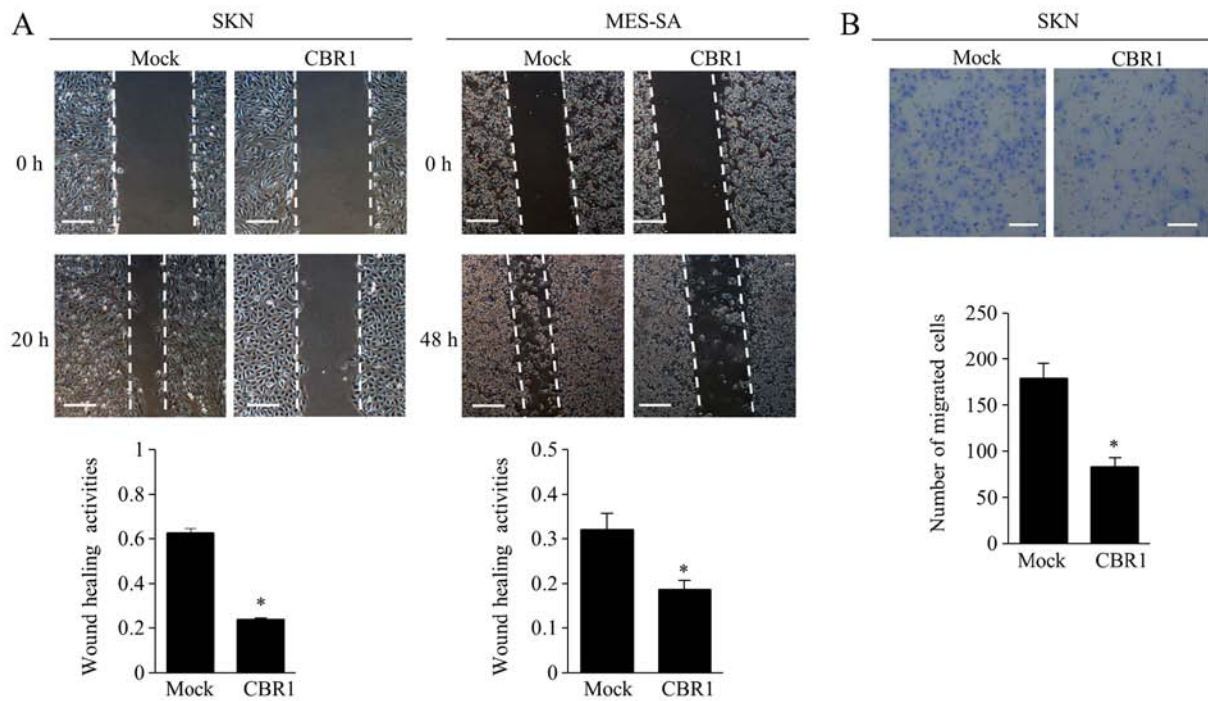 A
SKN
MES-SA
B
SKN
Mock
CBR1
Mock
CBR1
Mock
CBR1
0 h
0 h
20 h
48 h
Wound healing activities
1
0.8
0.6
0.4
0.2
0
*
Mock
CBR1
Wound healing activities
0.5
0.4
0.3
0.2
0.1
0
*
Mock
CBR1
Number of migrated cells
250
200
150
100
50
0
*
Mock
CBR1